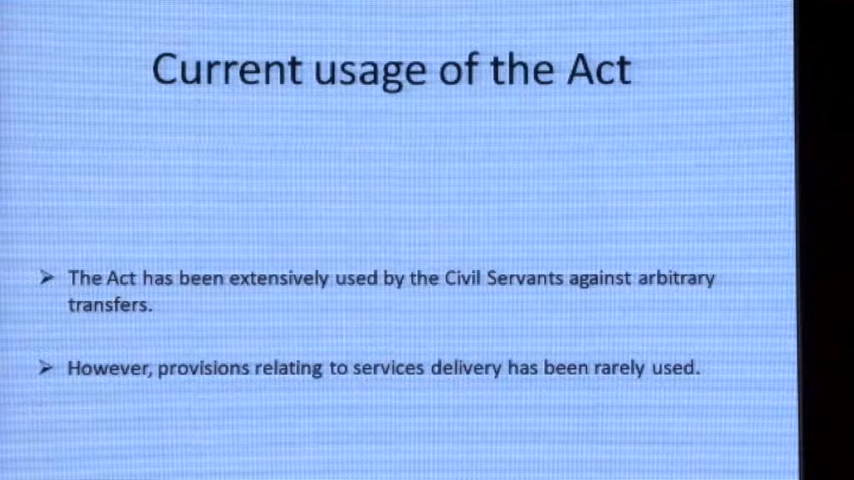 Current usage of the Act
➢ The Act has been extensively used by the Civil Servants against arbitrary
transfers.
➢ However, provisions relating to services delivery has been rarely used.